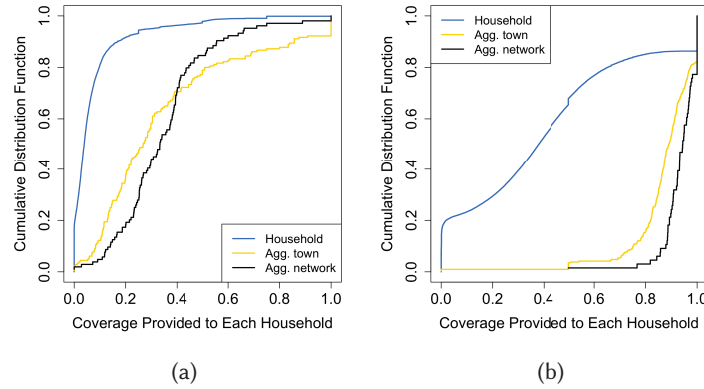 Cumulative Distribution Function
1.0
0.8
0.6
0.4
0.2
0.0
Household
Agg. town
Agg. network
0.0 0.2 0.4 0.6 0.8 1.0
Coverage Provided to Each Household
(a)
Cumulative Distribution Function
1.0
0.8
0.6
0.4
0.2
0.0
Household
Agg. town
Agg. network
0.0 0.2 0.4 0.6 0.8 1.0
Coverage Provided to Each Household
(b)